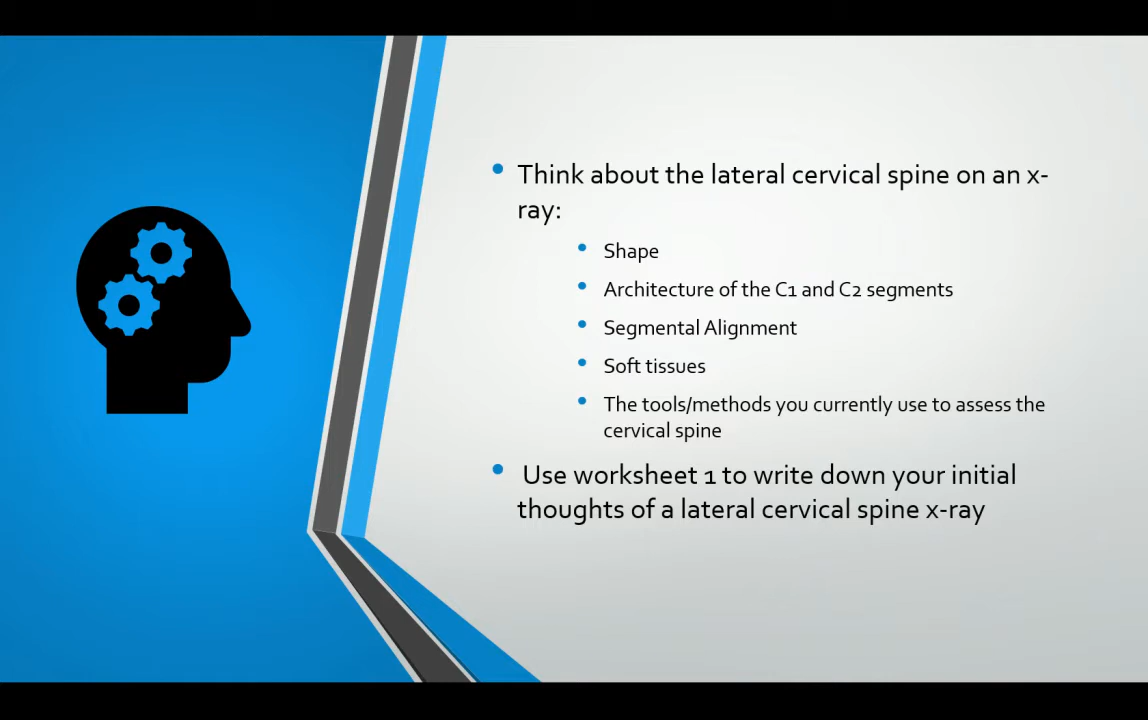 Think about the lateral cervical spine on an x-
ray:
Shape
Architecture of the C1 and C2 segments
Segmental Alignment
Soft tissues
The tools/methods you currently use to assess the
cervical spine
Use worksheet 1 to write down your initial
thoughts of a lateral cervical spine x-ray